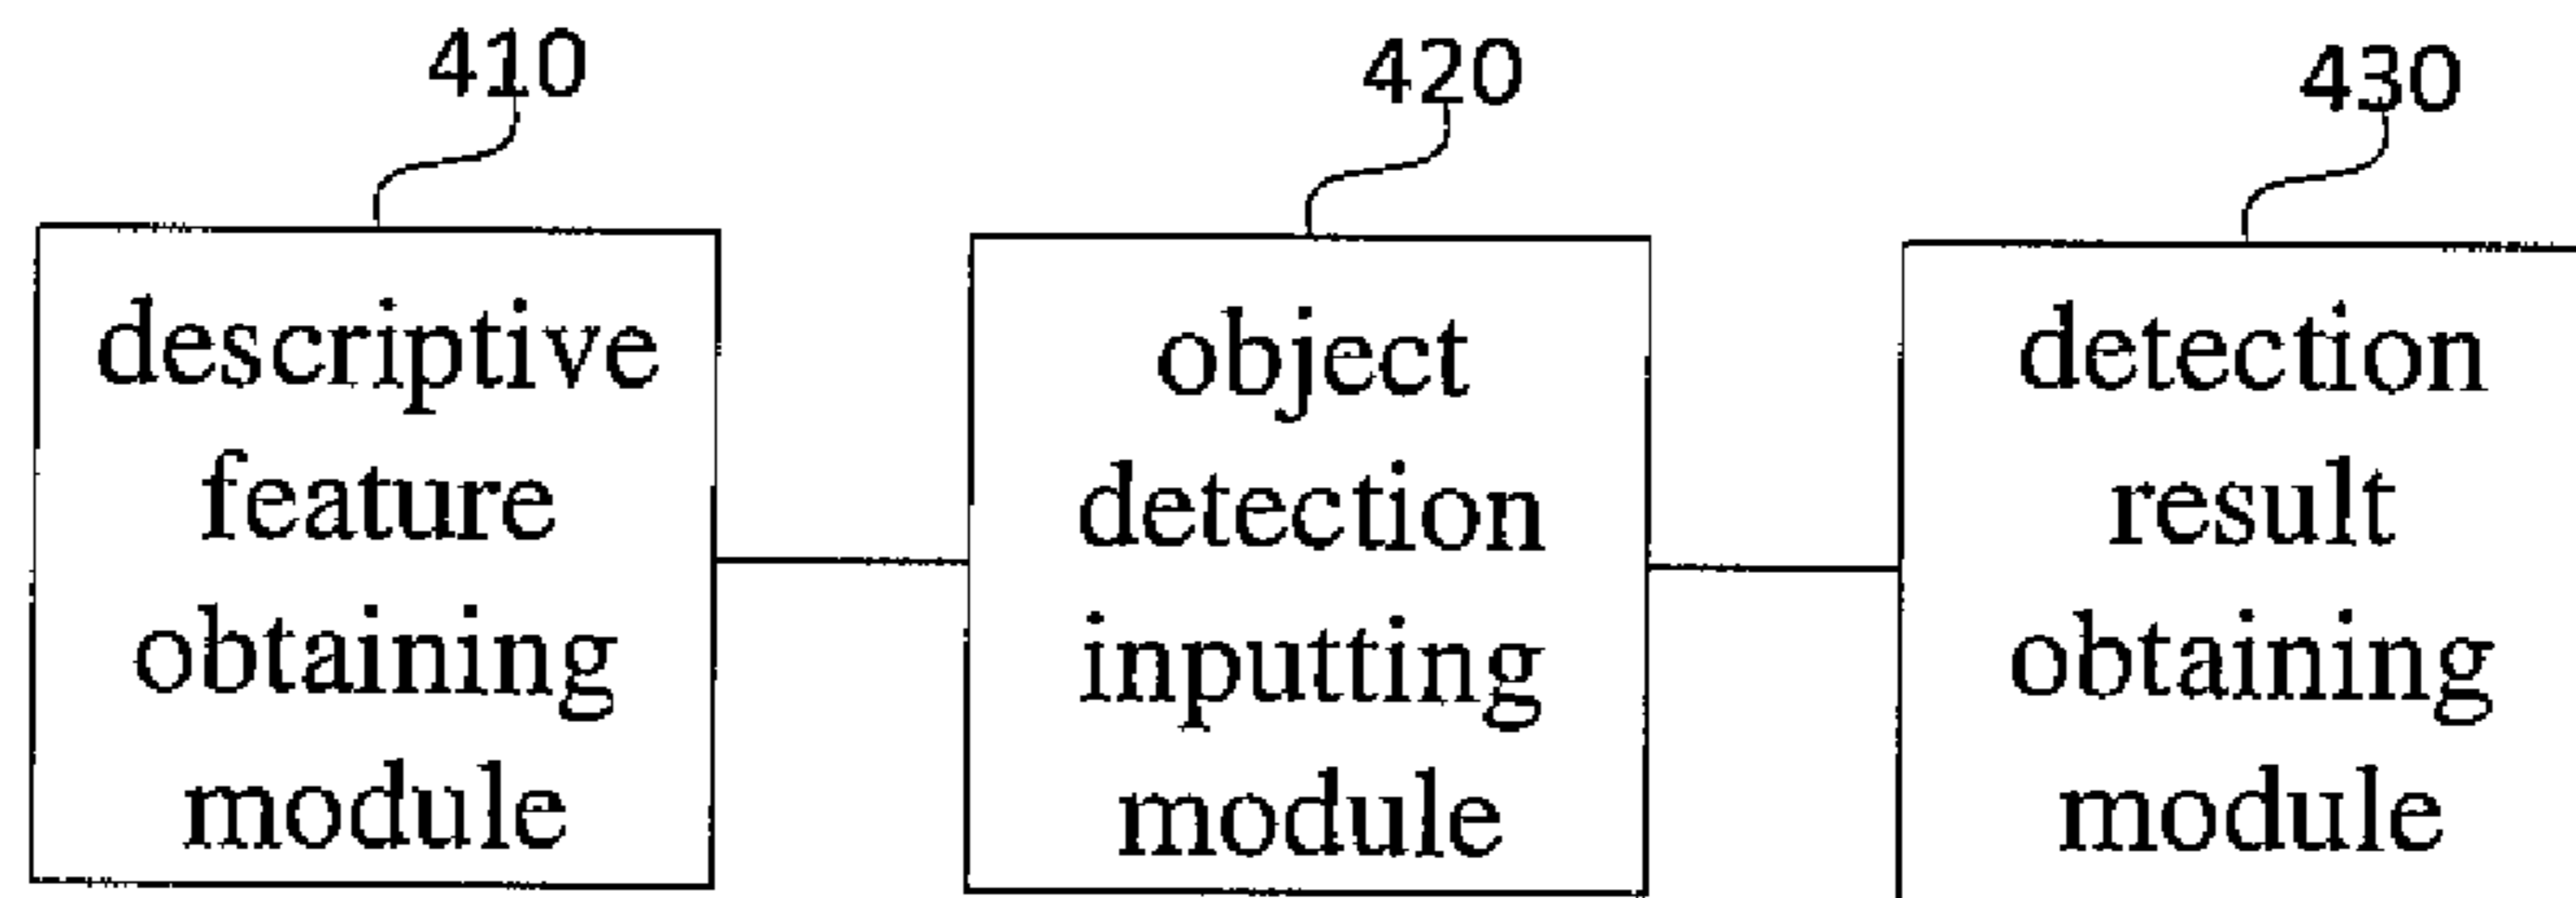 410
420
430
descriptive
feature
obtaining
module
object
detection
inputting
module
detection
result
obtaining
module